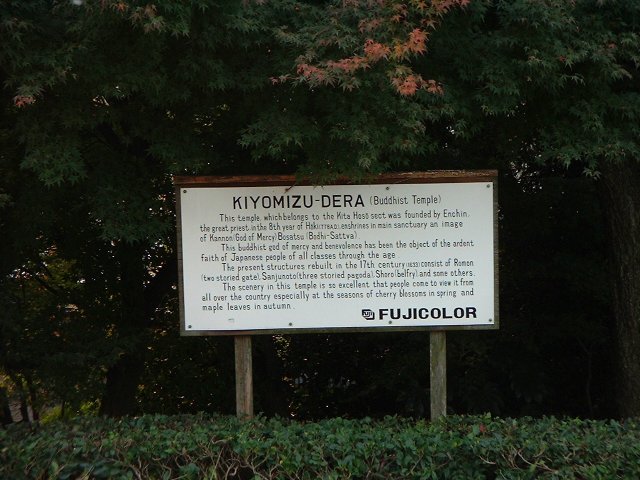 KIYOMIZU-DERA (Buddhist Temple)
This temple, which belongs to the Kita Hosō sect was founded by Enchin,
the great priest, in the 8th year of Hōki (778A.D), enshrines in main sanctuary an image
of Kannon (God of Mercy) Bosatsu (Bodhi-Sattva).
This buddhist god of mercy and benevolence has been the object of the ardent
faith of Japanese people of all classes through the age
The present structures rebuilt in the 17th century (1633) consist of Romon
(two storied gate), Sanjunoto (three storied pagoda), Shoro (belfry) and some others.
The scenery in this temple is so excellent that people come to view it from
all over the country especially at the seasons of cherry blossoms in spring and
maple leaves in autumn
FUJICOLOR